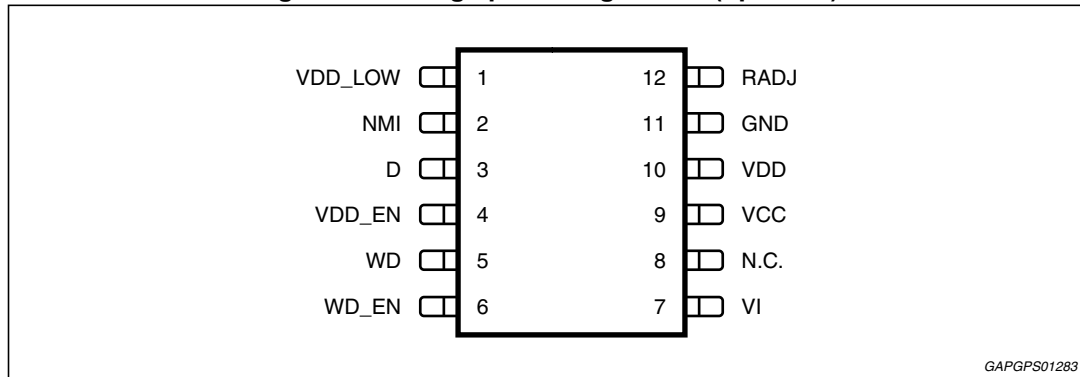 VDD_LOW 1 12 RADJ
NMI 2 11 GND
D 3 10 VDD
VDD_EN 4 9 VCC
WD 5 8 N.C.
WD_EN 6 7 VI
GAPGPS01283